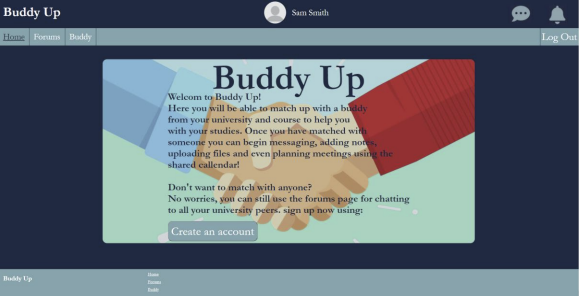 Buddy Up
Sam Smith
Home Forums Buddy
Log Out
Buddy Up
Welcom to Buddy Up!
Here you will be able to match up with a buddy
from your university and course to help you
with your studies. Once you have matched with
someone you can begin messaging, adding notes,
uploading files and even planning meetings using the
shared callendar!
Don't want to match with anyone?
No worries, you can still use the forums page for chatting
to all your university peers. sign up now using:
Create an account
Buddy Up
Home
Forums
Buddy